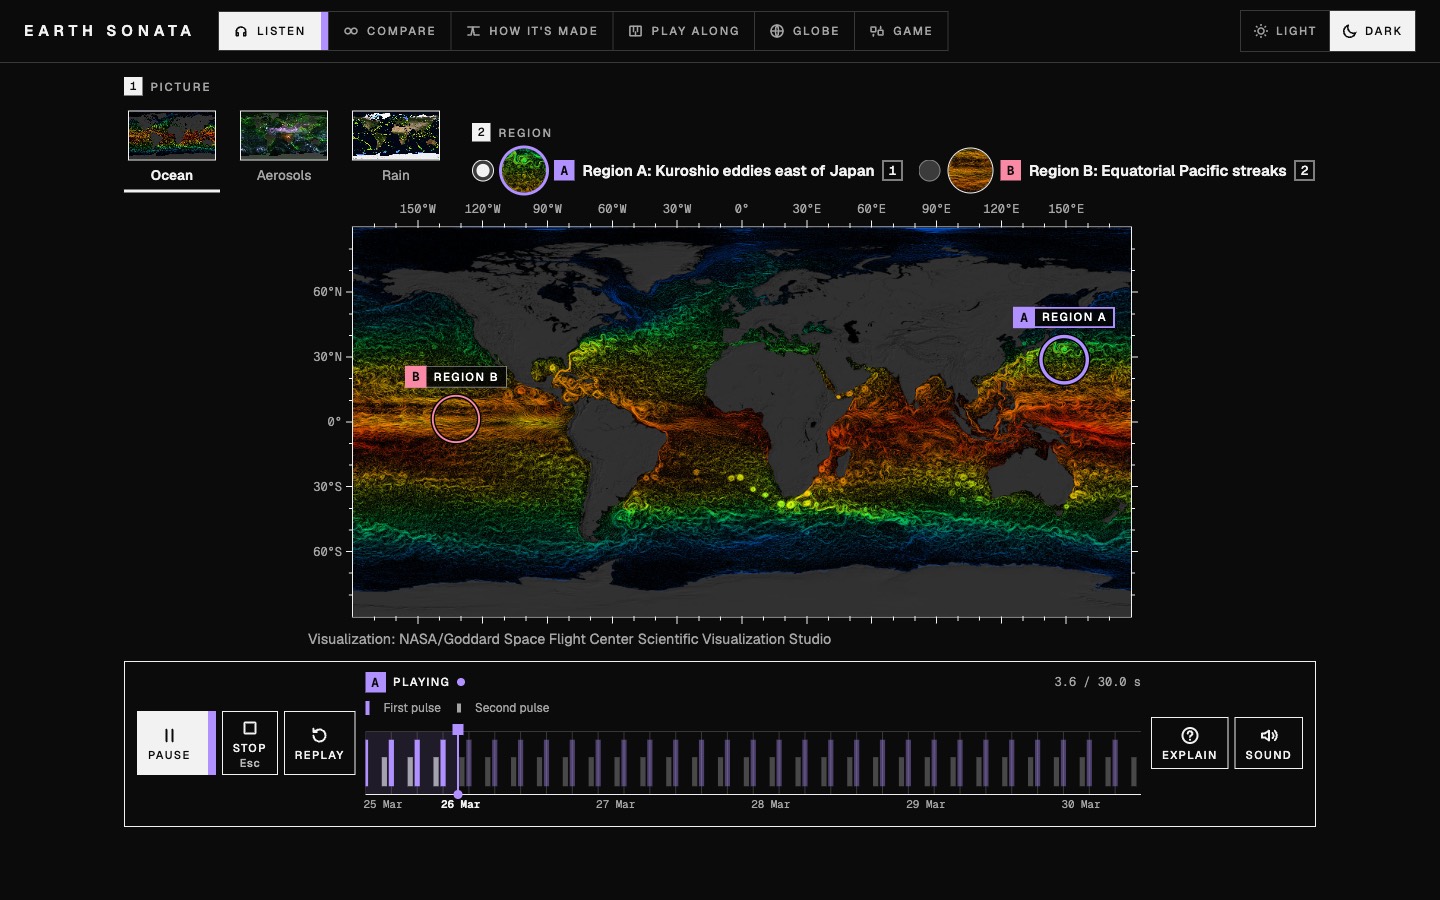 EARTH SONATA
LISTEN
COMPARE
HOW IT'S MADE
PLAY ALONG
GLOBE
GAME
LIGHT
DARK
1 PICTURE
Ocean
Aerosols
Rain
2 REGION
A Region A: Kuroshio eddies east of Japan 1
B Region B: Equatorial Pacific streaks 2
150°W 120°W 90°W 60°W 30°W 0° 30°E 60°E 90°E 120°E 150°E
60°N
30°N
0°
30°S
60°S
A REGION A
B REGION B
Visualization: NASA/Goddard Space Flight Center Scientific Visualization Studio
PAUSE
STOP
Esc
REPLAY
A PLAYING
3.6 / 30.0 s
First pulse
Second pulse
25 Mar 26 Mar 27 Mar 28 Mar 29 Mar 30 Mar
EXPLAIN
SOUND